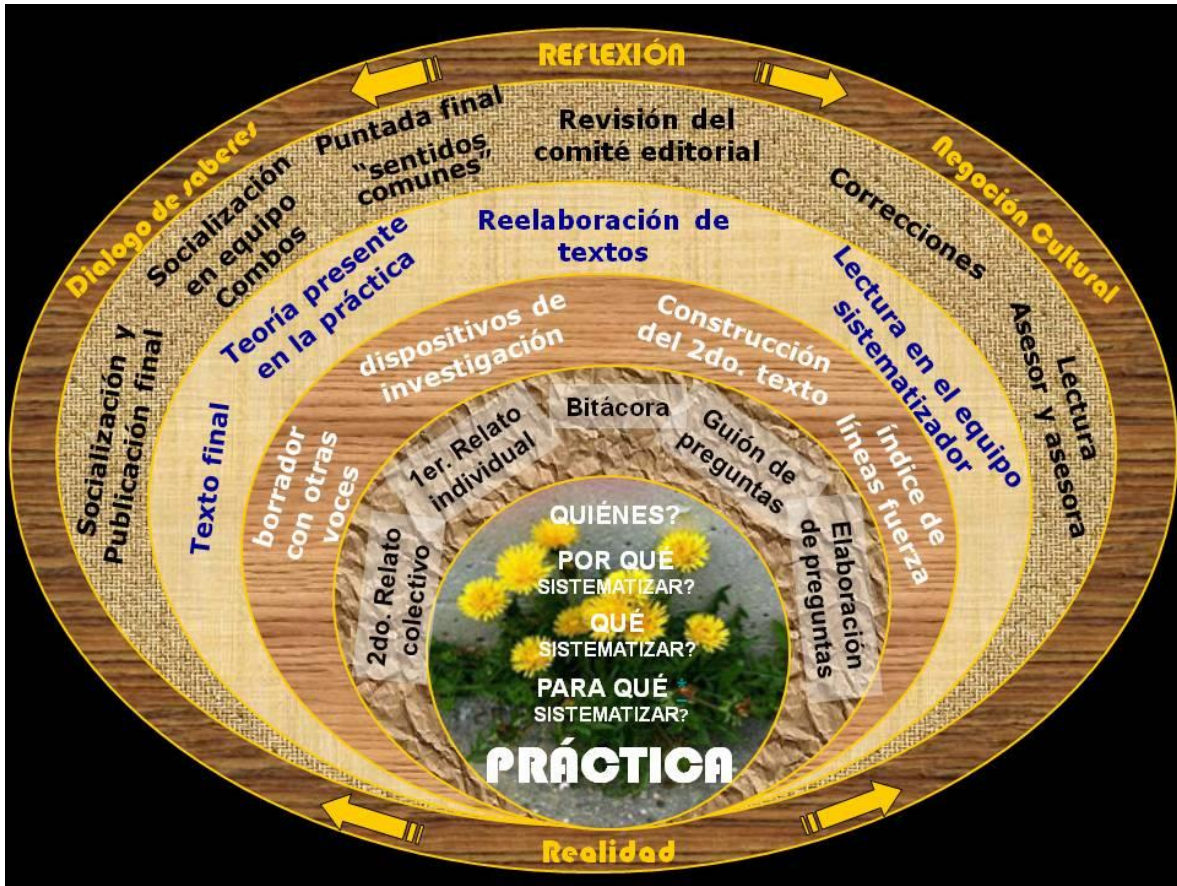 REFLEXIÓN
Dialogo de saberes
Negoción Cultural
Socialización y
Publicación final
Socialización
en equipo
Combos
Puntada final
“sentidos
comunes”
Revisión del
comité editorial
Correcciones
Lectura
Asesor y asesora
Texto final
Teoría presente
en la práctica
Reelaboración de
textos
Lectura en el equipo
sistematizador
borrador
con otras
voces
dispositivos de
investigación
Construcción
del 2do. texto
índice de
líneas fuerza
2do. Relato
colectivo
1er. Relato
individual
Bitácora
Guión de
preguntas
Elaboración
de preguntas
QUIÉNES?
POR QUÉ
SISTEMATIZAR?
QUÉ
SISTEMATIZAR?
PARA QUÉ
SISTEMATIZAR?
PRÁCTICA
Realidad